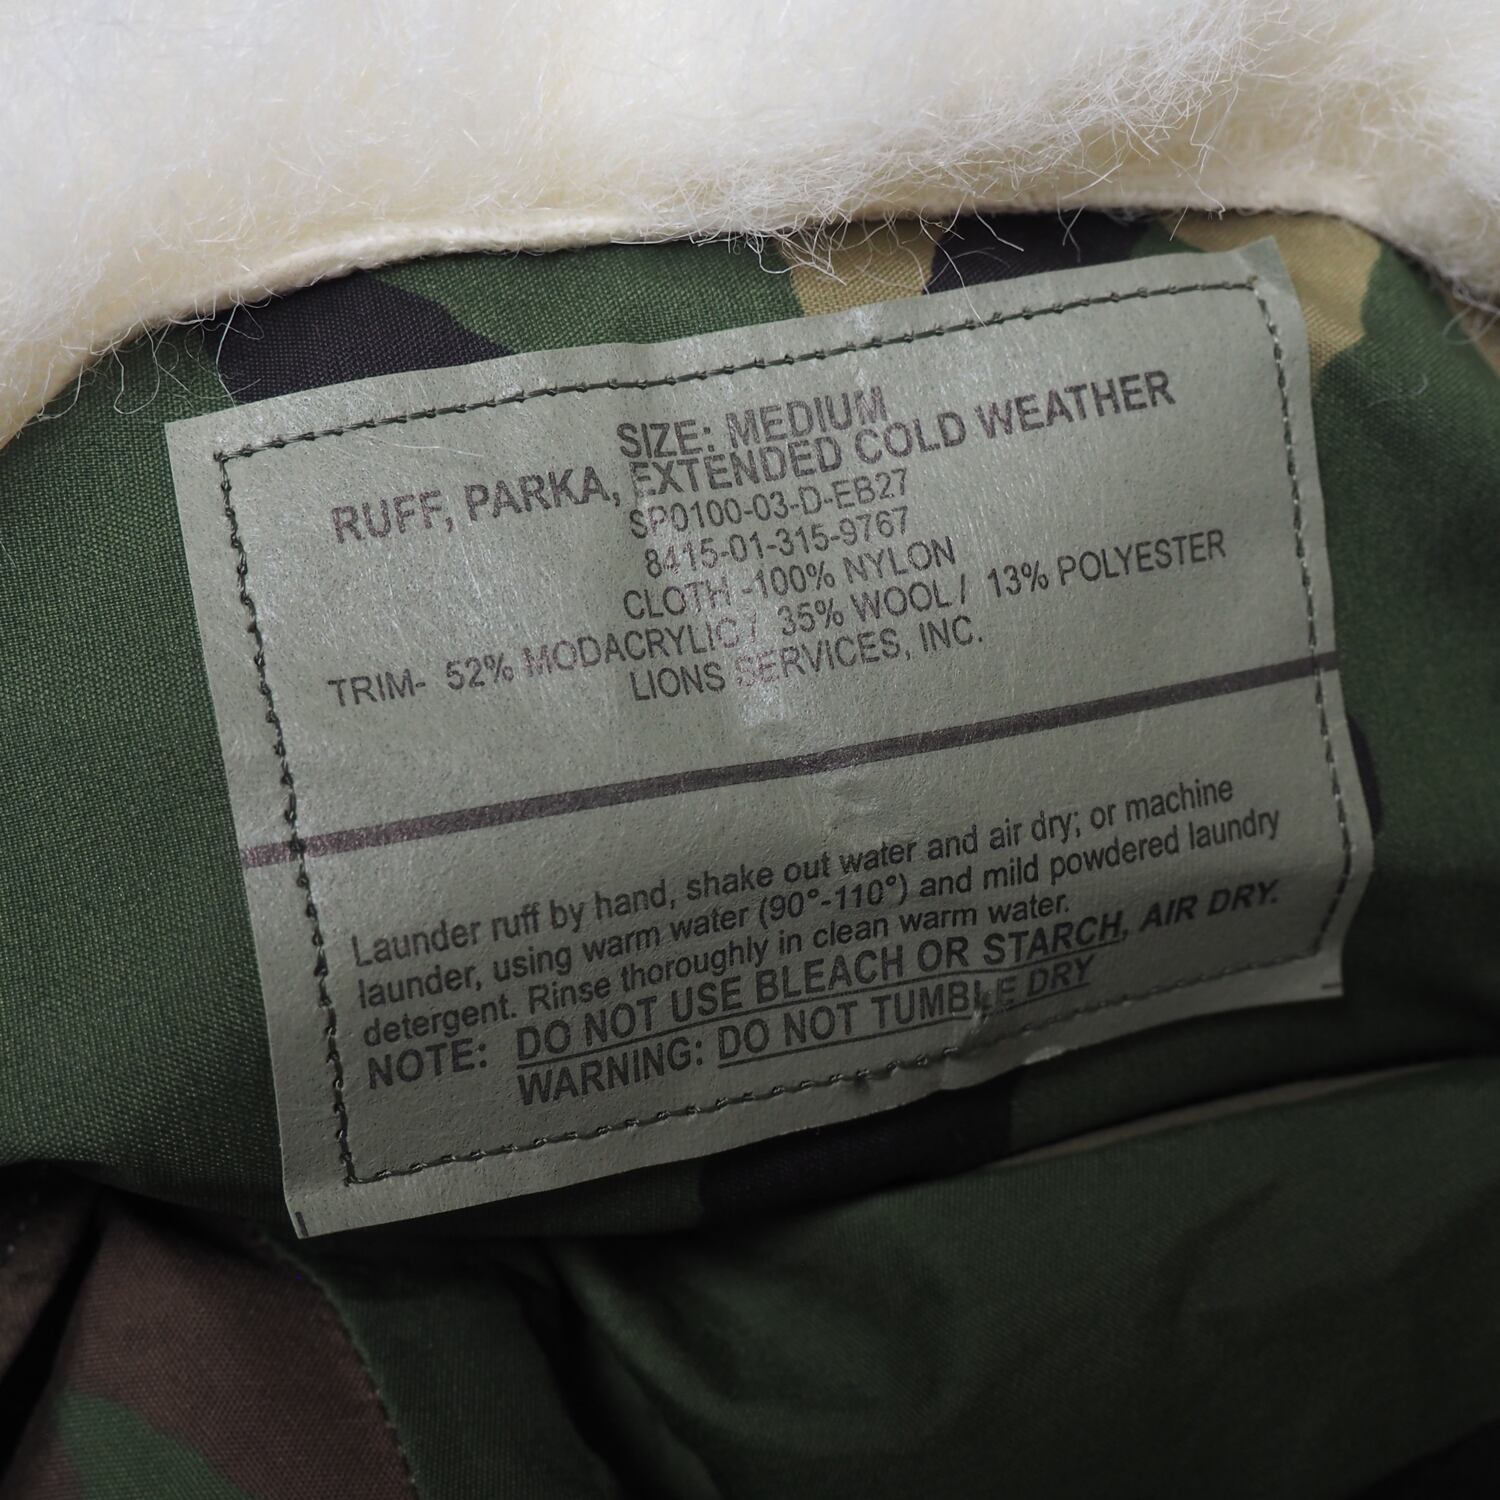 SIZE: MEDIUM
RUFF, PARKA, EXTENDED COLD WEATHER
SP0100-03-D-EB27
8415-01-315-9767
CLOTH -100% NYLON
TRIM- 52% MODACRYLIC / 35% WOOL / 13% POLYESTER
LIONS SERVICES, INC.
Launder ruff by hand, shake out water and air dry; or machine
launder, using warm water (90°-110°) and mild powdered laundry
detergent. Rinse thoroughly in clean warm water.
NOTE: DO NOT USE BLEACH OR STARCH, AIR DRY.
WARNING: DO NOT TUMBLE DRY